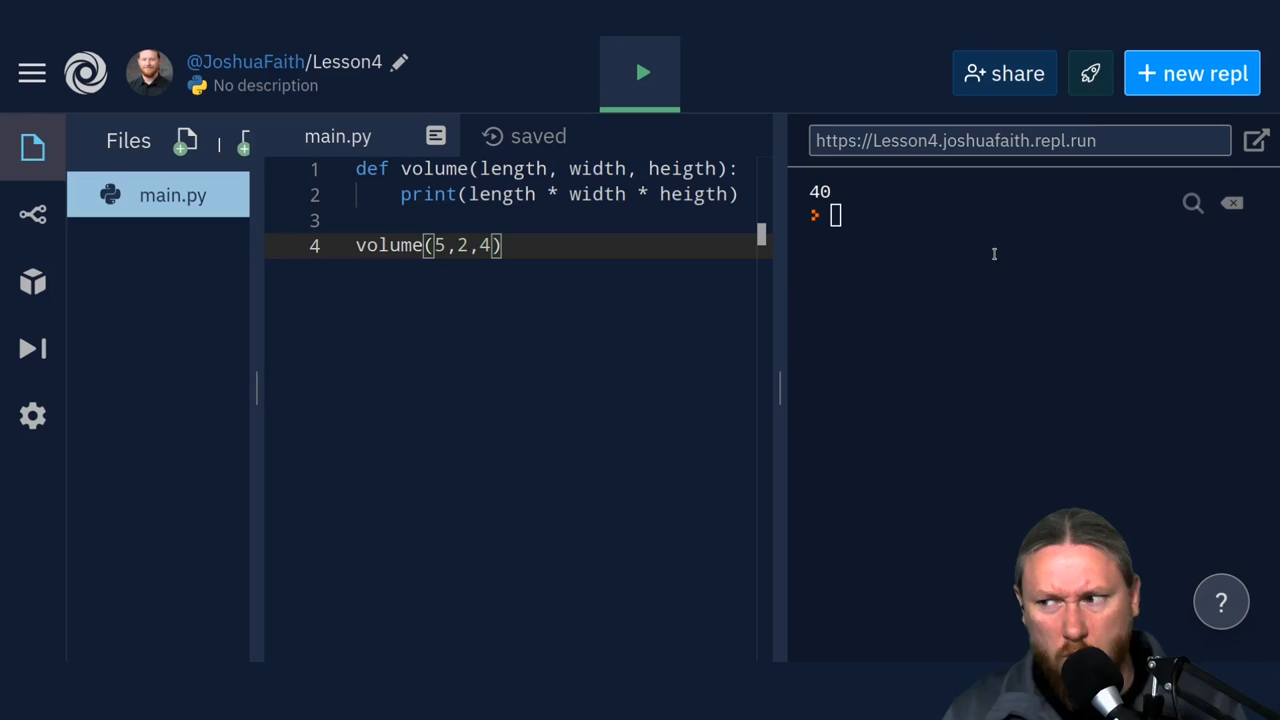 @JoshuaFaith/Lesson4
No description
share
+ new repl
Files
main.py
saved
https://Lesson4.joshuafaith.repl.run
main.py
1 def volume(length, width, heigth):
2 print(length * width * heigth)
3
4 volume(5,2,4)
40
?